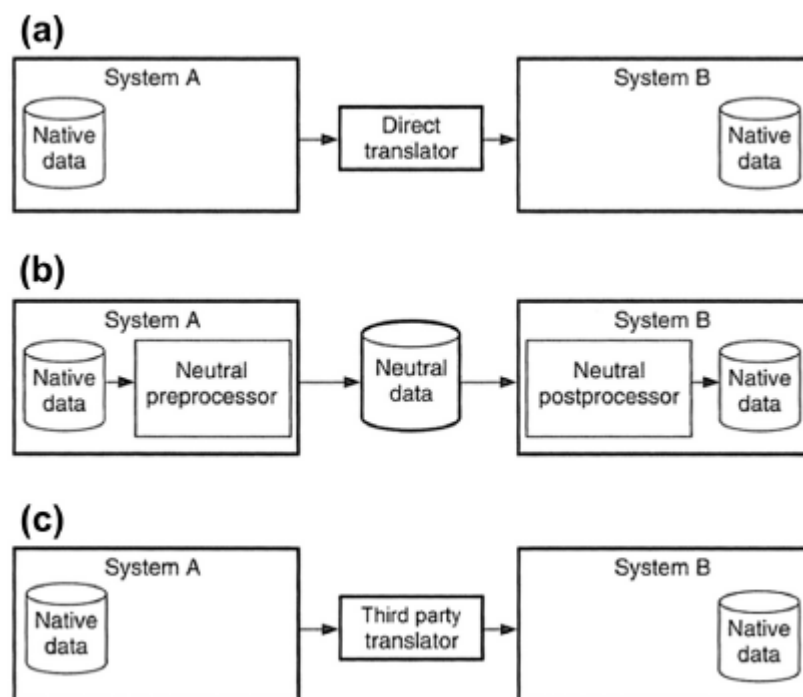 (a)
System A
Native
data
Direct
translator
System B
Native
data
(b)
System A
Native
data
Neutral
preprocessor
Neutral
data
System B
Neutral
postprocessor
Native
data
(c)
System A
Native
data
Third party
translator
System B
Native
data